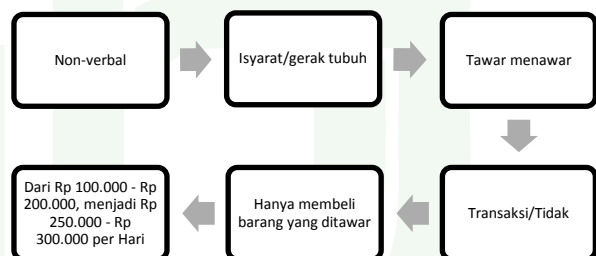 Non-verbal
Isyarat/gerak tubuh
Tawar menawar
Transaksi/Tidak
Hanya membeli
barang yang ditawar
Dari Rp 100.000 - Rp
200.000, menjadi Rp
250.000 - Rp
300.000 per Hari